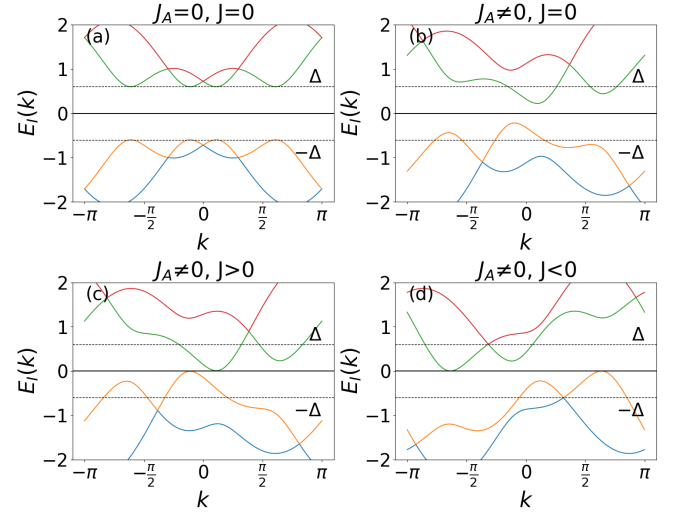 J_A=0, J=0
(a)
E_l(k)
2
1
0
−1
−2
Δ
−Δ
−π
−π/2
0
π/2
π
k
J_A≠0, J=0
(b)
E_l(k)
2
1
0
−1
−2
Δ
−Δ
−π
−π/2
0
π/2
π
k
J_A≠0, J>0
(c)
E_l(k)
2
1
0
−1
−2
Δ
−Δ
−π
−π/2
0
π/2
π
k
J_A≠0, J<0
(d)
E_l(k)
2
1
0
−1
−2
Δ
−Δ
−π
−π/2
0
π/2
π
k